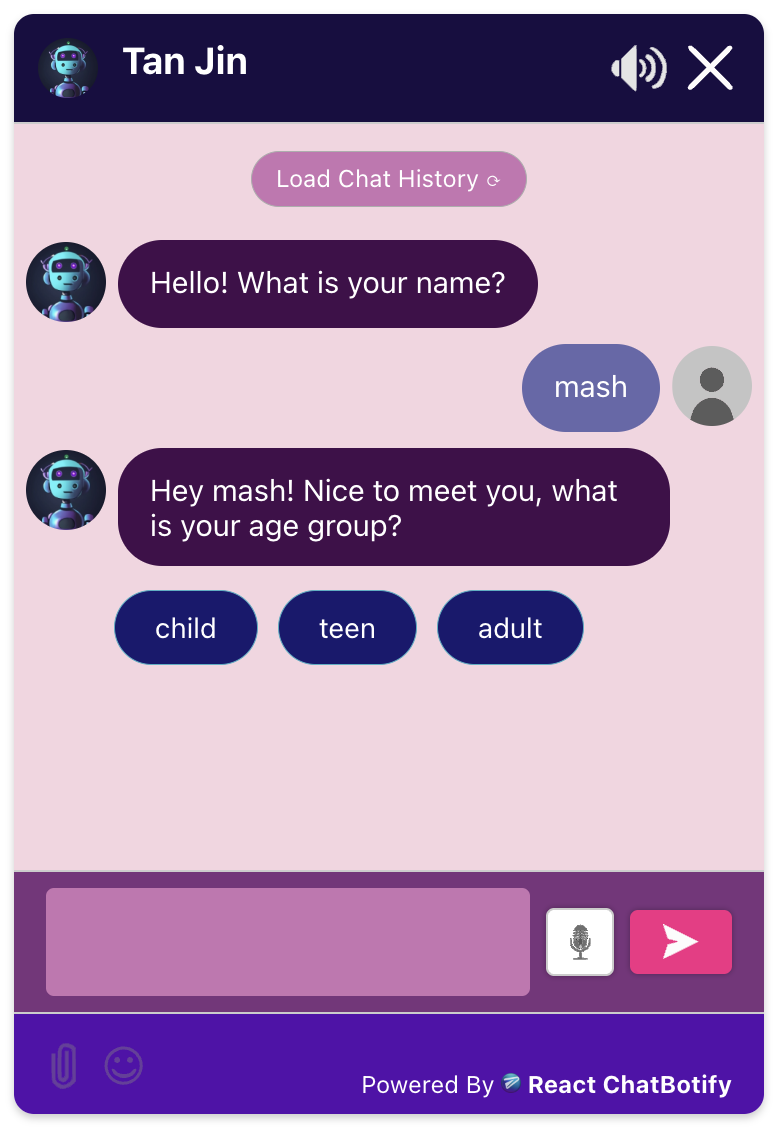 Tan Jin
Load Chat History ⟳
Hello! What is your name?
mash
Hey mash! Nice to meet you, what
is your age group?
child teen adult
Powered By React ChatBotify